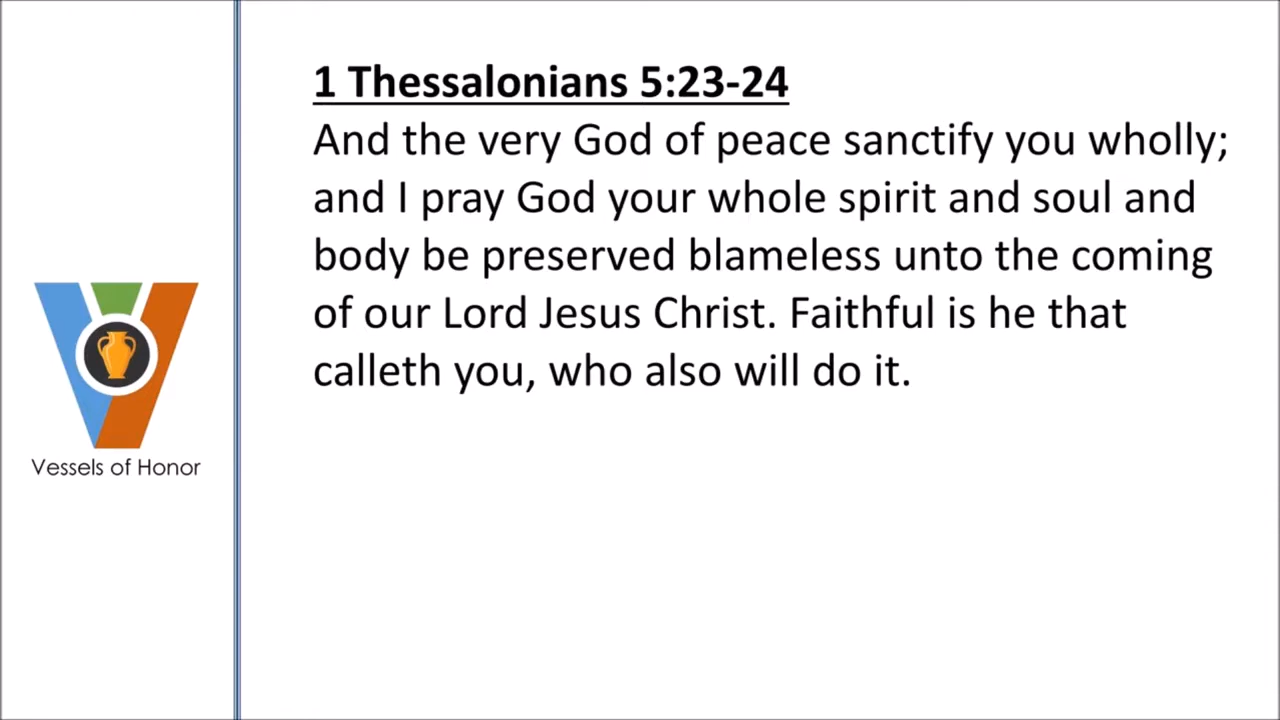 1 Thessalonians 5:23-24
And the very God of peace sanctify you wholly;
and I pray God your whole spirit and soul and
body be preserved blameless unto the coming
of our Lord Jesus Christ. Faithful is he that
calleth you, who also will do it.
Vessels of Honor